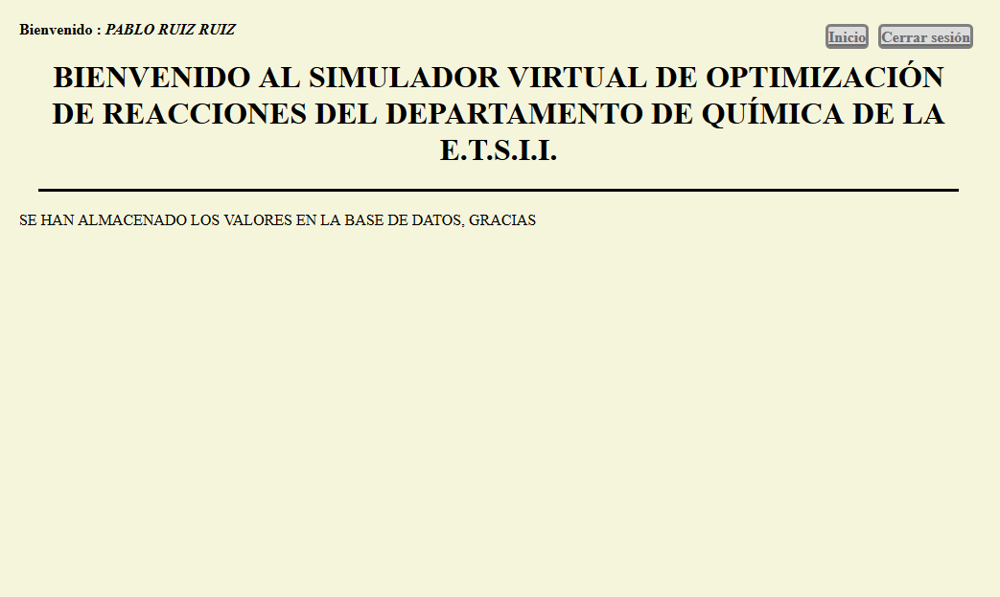 Bienvenido : PABLO RUIZ RUIZ
Inicio Cerrar sesión
BIENVENIDO AL SIMULADOR VIRTUAL DE OPTIMIZACIÓN
DE REACCIONES DEL DEPARTAMENTO DE QUÍMICA DE LA
E.T.S.I.I.
SE HAN ALMACENADO LOS VALORES EN LA BASE DE DATOS, GRACIAS